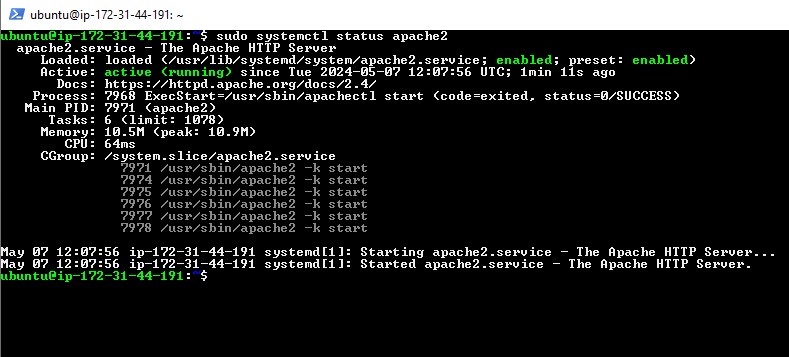 ubuntu@ip-172-31-44-191: ~
ubuntu@ip-172-31-44-191:~$ sudo systemctl status apache2
apache2.service - The Apache HTTP Server
Loaded: loaded (/usr/lib/systemd/system/apache2.service; enabled; preset: enabled)
Active: active (running) since Tue 2024-05-07 12:07:56 UTC; 1min 11s ago
Docs: https://httpd.apache.org/docs/2.4/
Process: 7968 ExecStart=/usr/sbin/apachectl start (code=exited, status=0/SUCCESS)
Main PID: 7971 (apache2)
Tasks: 6 (limit: 1078)
Memory: 10.5M (peak: 10.9M)
CPU: 64ms
CGroup: /system.slice/apache2.service
7971 /usr/sbin/apache2 -k start
7974 /usr/sbin/apache2 -k start
7975 /usr/sbin/apache2 -k start
7976 /usr/sbin/apache2 -k start
7977 /usr/sbin/apache2 -k start
7978 /usr/sbin/apache2 -k start
May 07 12:07:56 ip-172-31-44-191 systemd[1]: Starting apache2.service - The Apache HTTP Server...
May 07 12:07:56 ip-172-31-44-191 systemd[1]: Started apache2.service - The Apache HTTP Server.
ubuntu@ip-172-31-44-191:~$